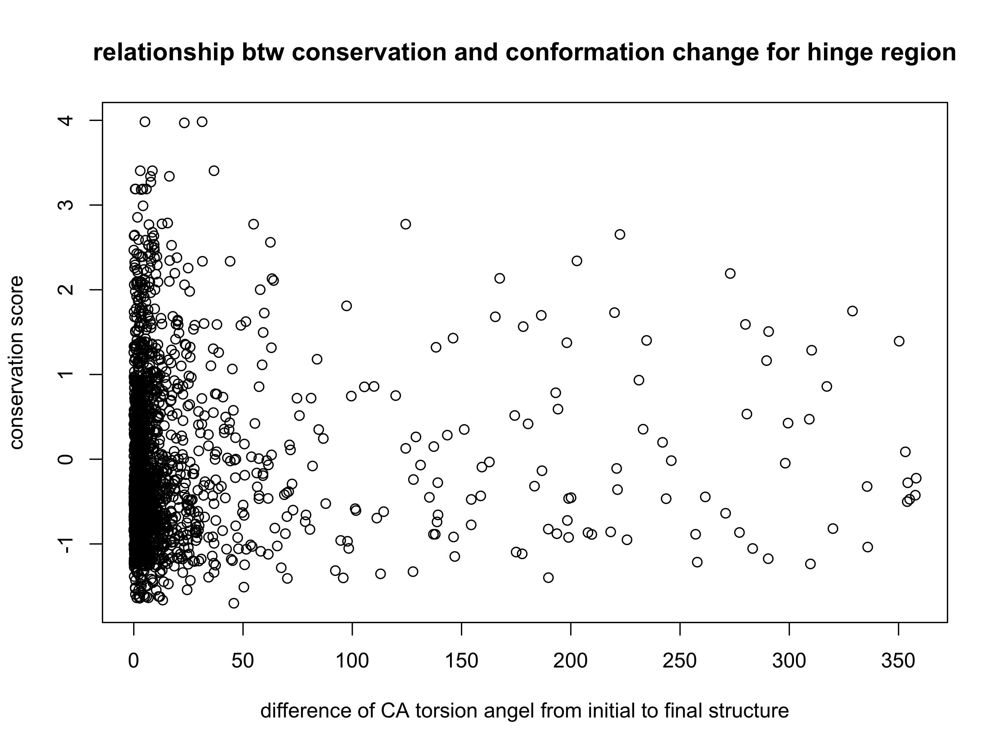 relationship btw conservation and conformation change for hinge region
conservation score
4
3
2
1
0
-1
0 50 100 150 200 250 300 350
difference of CA torsion angel from initial to final structure